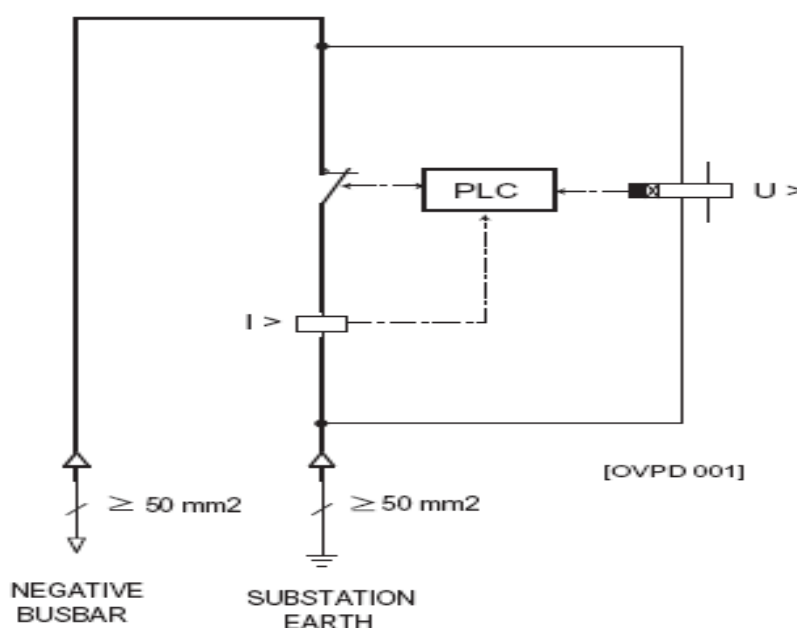 PLC
U >
I >
[OVPD 001]
≥ 50 mm2
≥ 50 mm2
NEGATIVE
BUSBAR
SUBSTATION
EARTH